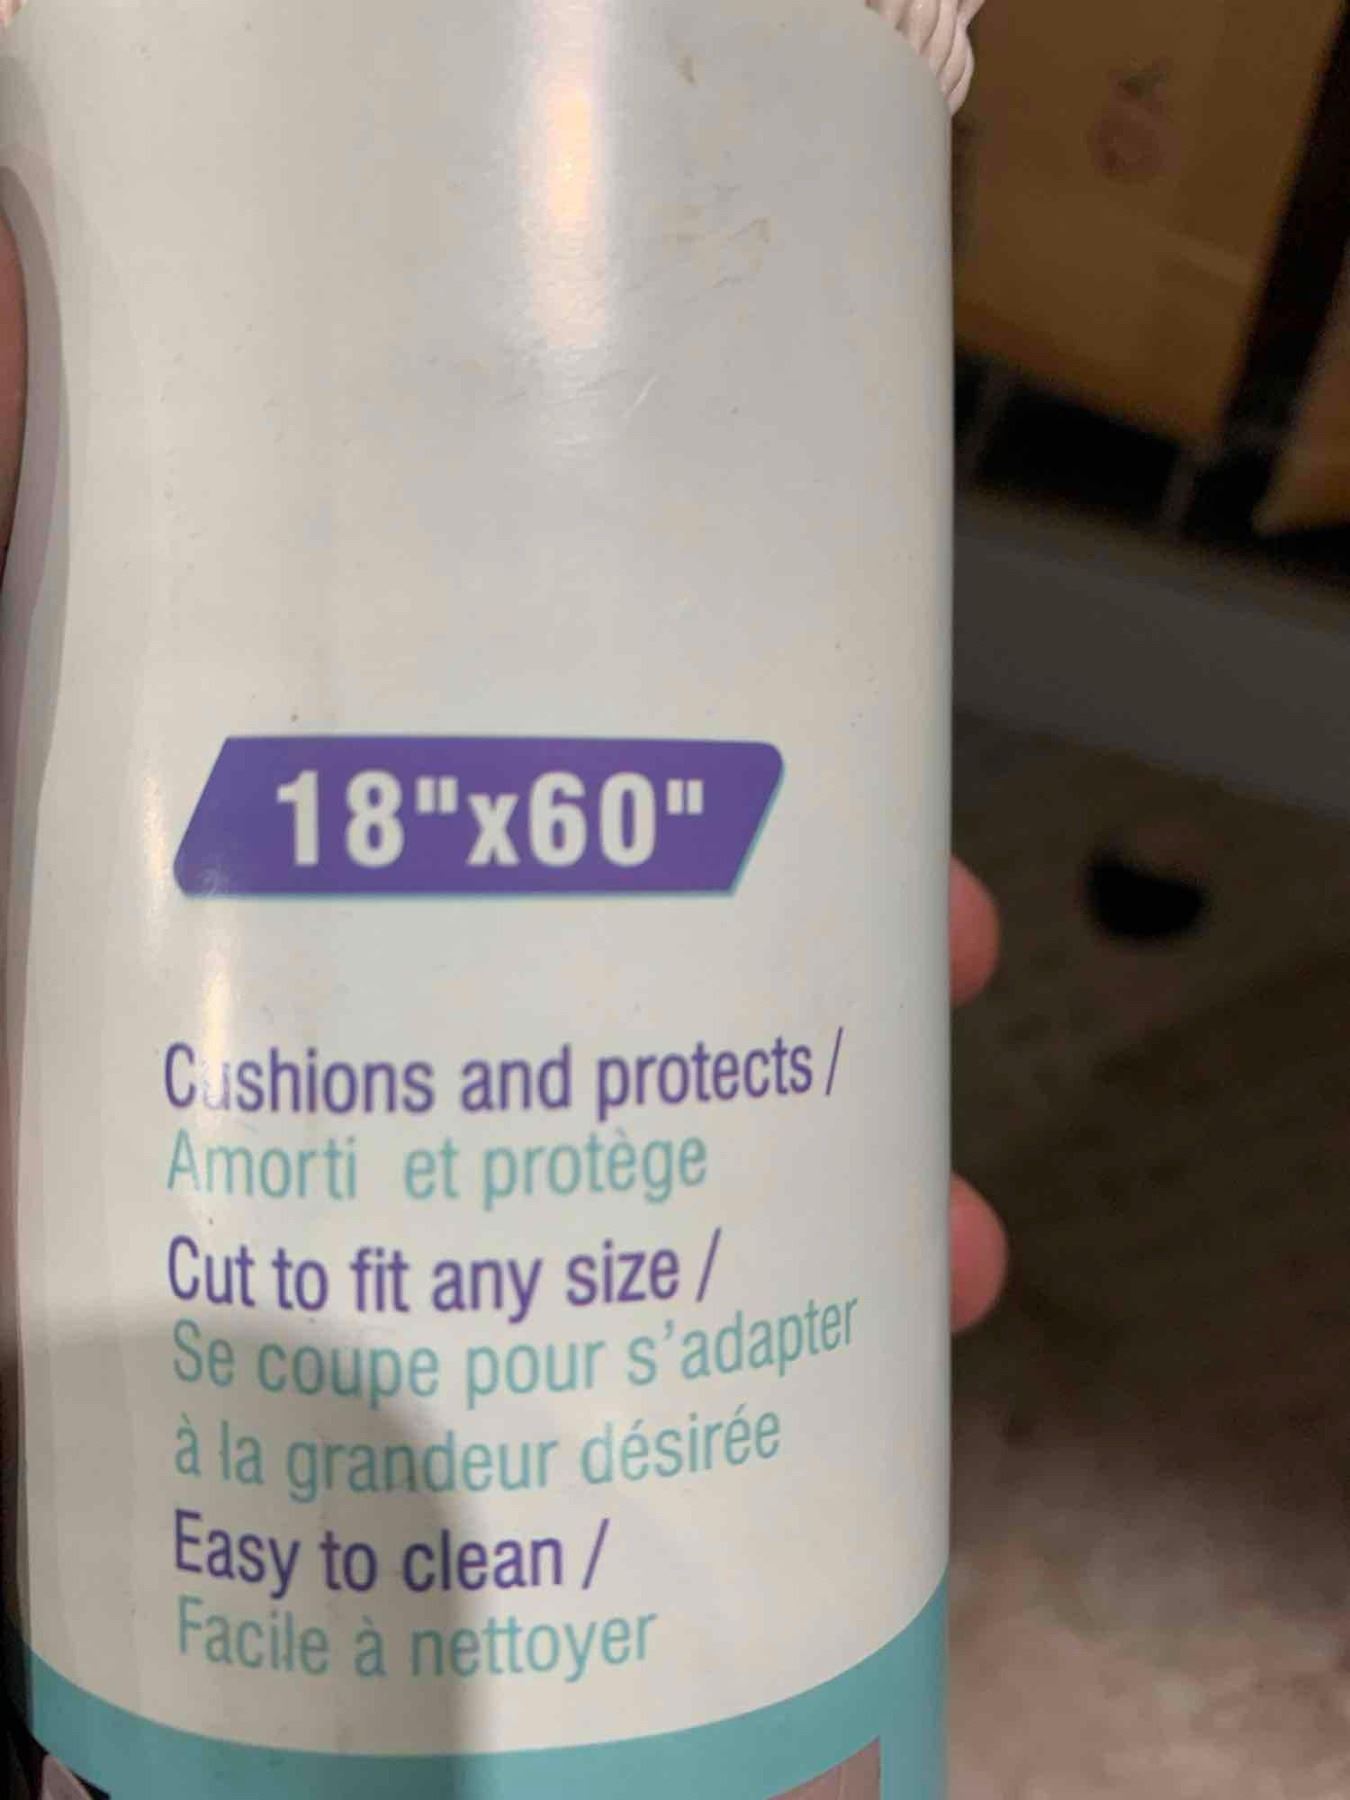 18"x60"
Cushions and protects /
Amorti et protège
Cut to fit any size /
Se coupe pour s'adapter
à la grandeur désirée
Easy to clean /
Facile à nettoyer